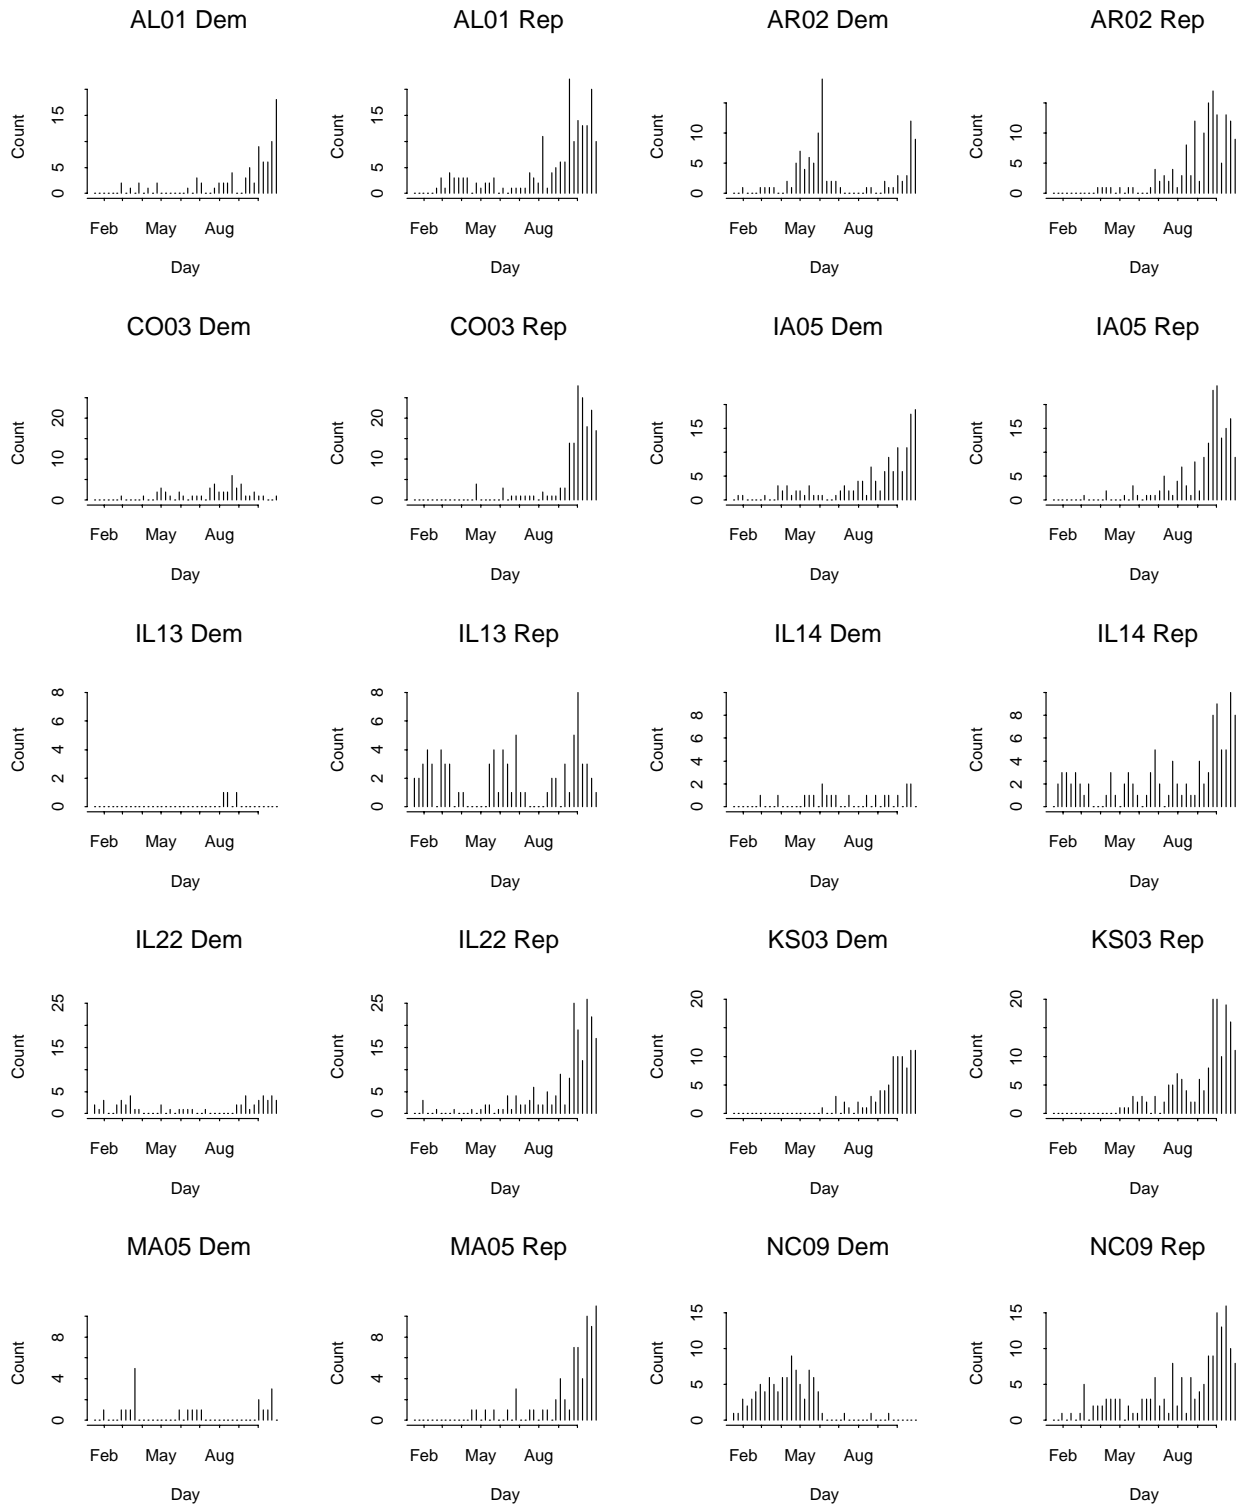 AL01 Dem
Count
0 5 15
Feb May Aug
Day
AL01 Rep
Count
0 5 15
Feb May Aug
Day
AR02 Dem
Count
0 5 10
Feb May Aug
Day
AR02 Rep
Count
0 5 10
Feb May Aug
Day
CO03 Dem
Count
0 10 20
Feb May Aug
Day
CO03 Rep
Count
0 10 20
Feb May Aug
Day
IA05 Dem
Count
0 5 15
Feb May Aug
Day
IA05 Rep
Count
0 5 15
Feb May Aug
Day
IL13 Dem
Count
0 2 4 6 8
Feb May Aug
Day
IL13 Rep
Count
0 2 4 6 8
Feb May Aug
Day
IL14 Dem
Count
0 2 4 6 8
Feb May Aug
Day
IL14 Rep
Count
0 2 4 6 8
Feb May Aug
Day
IL22 Dem
Count
0 5 15 25
Feb May Aug
Day
IL22 Rep
Count
0 5 15 25
Feb May Aug
Day
KS03 Dem
Count
0 5 10 20
Feb May Aug
Day
KS03 Rep
Count
0 5 10 20
Feb May Aug
Day
MA05 Dem
Count
0 4 8
Feb May Aug
Day
MA05 Rep
Count
0 4 8
Feb May Aug
Day
NC09 Dem
Count
0 5 10 15
Feb May Aug
Day
NC09 Rep
Count
0 5 10 15
Feb May Aug
Day